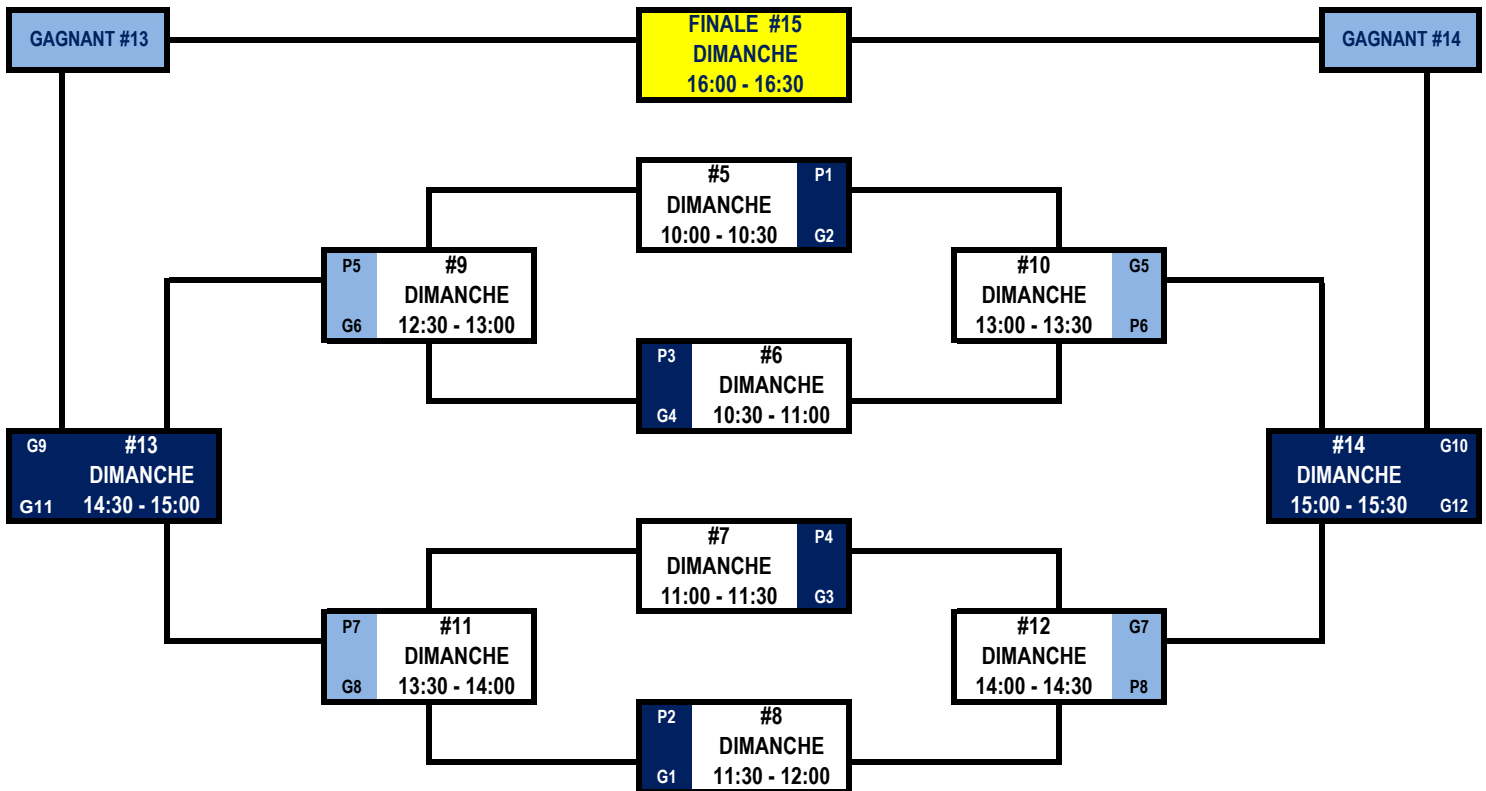 GAGNANT #13
FINALE #15
DIMANCHE
16:00 - 16:30
GAGNANT #14
#5
DIMANCHE
10:00 - 10:30
P1
G2
P5
G6
#9
DIMANCHE
12:30 - 13:00
#10
DIMANCHE
13:00 - 13:30
G5
P6
P3
G4
#6
DIMANCHE
10:30 - 11:00
G9
G11
#13
DIMANCHE
14:30 - 15:00
#14
DIMANCHE
15:00 - 15:30
G10
G12
#7
DIMANCHE
11:00 - 11:30
P4
G3
P7
G8
#11
DIMANCHE
13:30 - 14:00
#12
DIMANCHE
14:00 - 14:30
G7
P8
P2
G1
#8
DIMANCHE
11:30 - 12:00